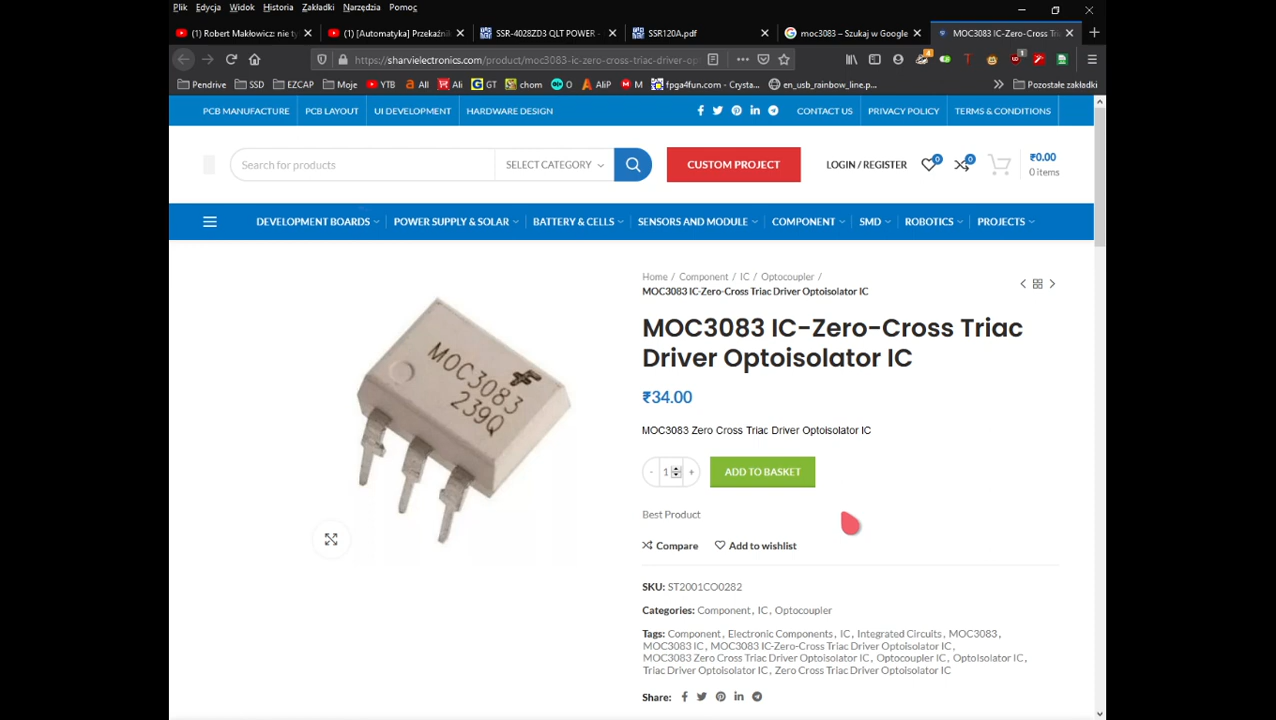 Plik Edycja Widok Historia Zakładki Narzędzia Pomoc
(1) Robert Makłowicz: nie ty
(1) [Automatyka] Przekaźnik
SSR-4028ZD3 QLT POWER -
SSR120A.pdf
moc3083 – Szukaj w Google
MOC3083 IC-Zero-Cross Tria
https://sharvielectronics.com/product/moc3083-ic-zero-cross-triac-driver-op
4
1
Pendrive SSD EZCAP Moje YTB All Ali GT chom O AliP M fpga4fun.com - Crysta... en_usb_rainbow_line.p... Pozostałe zakładki
PCB MANUFACTURE PCB LAYOUT UI DEVELOPMENT HARDWARE DESIGN CONTACT US PRIVACY POLICY TERMS & CONDITIONS
Search for products SELECT CATEGORY CUSTOM PROJECT LOGIN / REGISTER 0 0 ₹0.00
0 items
DEVELOPMENT BOARDS POWER SUPPLY & SOLAR BATTERY & CELLS SENSORS AND MODULE COMPONENT SMD ROBOTICS PROJECTS
Home / Component / IC / Optocoupler /
MOC3083 IC-Zero-Cross Triac Driver Optoisolator IC
MOC3083 IC-Zero-Cross Triac
Driver Optoisolator IC
₹34.00
MOC3083 Zero Cross Triac Driver Optoisolator IC
- 1 + ADD TO BASKET
Best Product
Compare Add to wishlist
SKU: ST2001CO0282
Categories: Component, IC, Optocoupler
Tags: Component, Electronic Components, IC, Integrated Circuits, MOC3083,
MOC3083 IC, MOC3083 IC-Zero-Cross Triac Driver Optoisolator IC,
MOC3083 Zero Cross Triac Driver Optoisolator IC, Optocoupler IC, OptoIsolator IC,
Triac Driver Optoisolator IC, Zero Cross Triac Driver Optoisolator IC
Share:
MOC3083
239Q